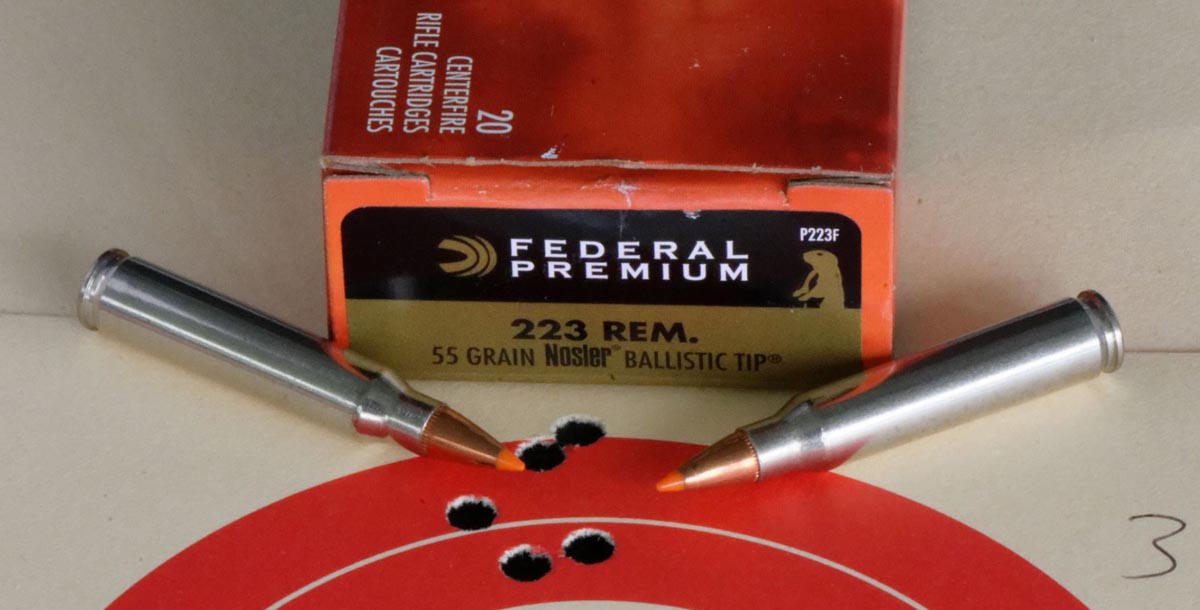 20
CENTERFIRE
RIFLE CARTRIDGES
CARTOUCHES
P223F
FEDERAL
PREMIUM
223 REM.
55 GRAIN Nosler® BALLISTIC TIP®
3